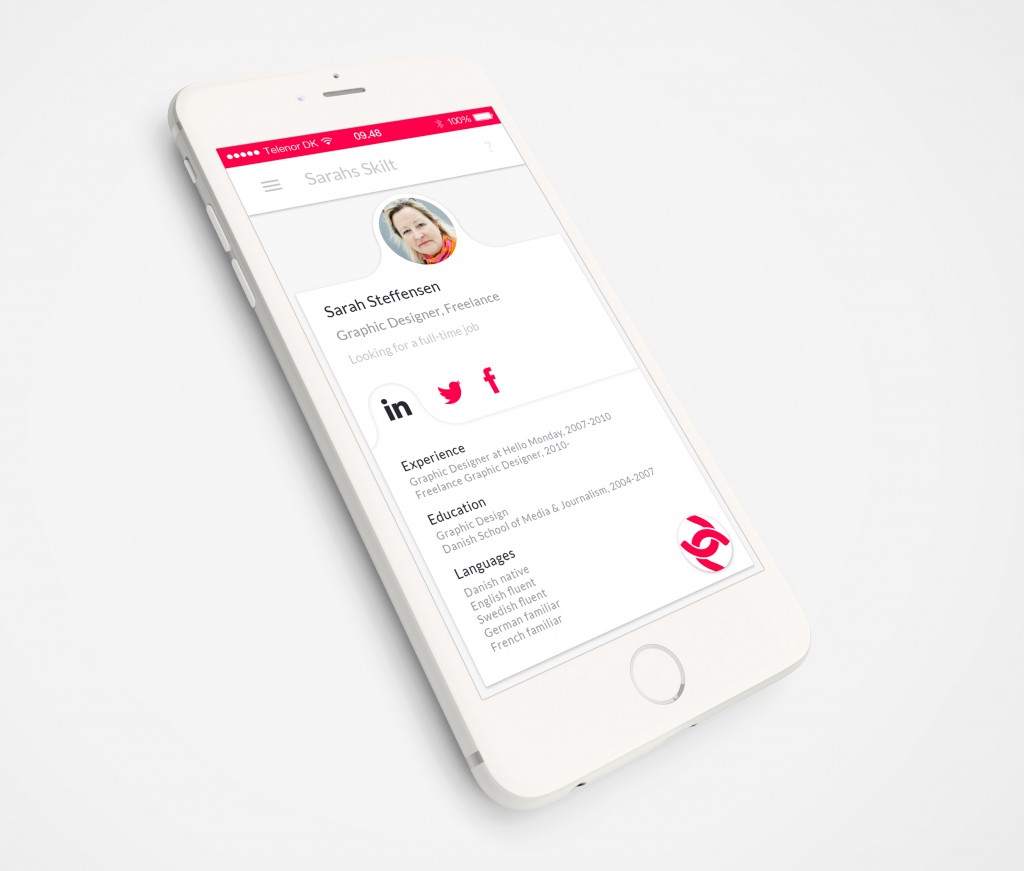 Telenor DK 09.48 100%
Sarahs Skilt ?
Sarah Steffensen
Graphic Designer, Freelance
Looking for a full-time job
in f
Experience
Graphic Designer at Hello Monday, 2007-2010
Freelance Graphic Designer, 2010-
Education
Graphic Design
Danish School of Media & Journalism, 2004-2007
Languages
Danish native
English fluent
Swedish fluent
German familiar
French familiar